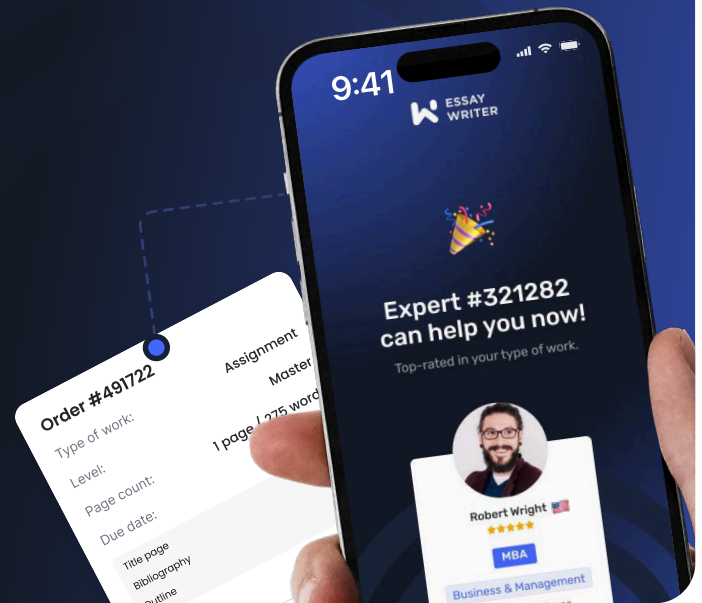 9:41
ESSAY
WRITER
Expert #321282
can help you now!
Top-rated in your type of work.
Robert Wright
MBA
Business & Management
Order #491722
Type of work:
Assignment
Level:
Master
Page count:
1 page / 275 word
Due date:
Title page
Bibliography
Outline